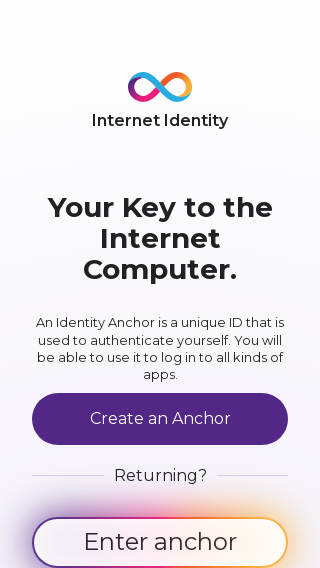 Internet Identity
Your Key to the
Internet
Computer.
An Identity Anchor is a unique ID that is
used to authenticate yourself. You will
be able to use it to log in to all kinds of
apps.
Create an Anchor
Returning?
Enter anchor